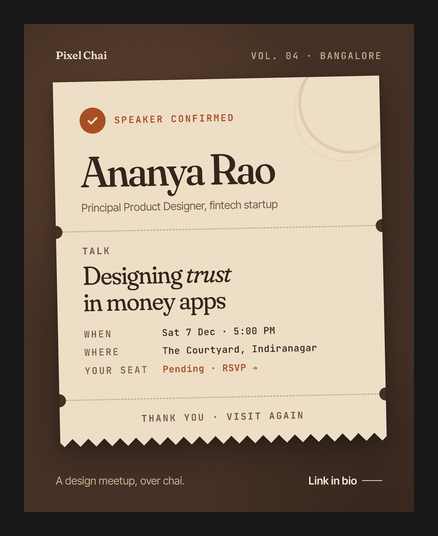 Pixel Chai
VOL. 04 · BANGALORE
SPEAKER CONFIRMED
Ananya Rao
Principal Product Designer, fintech startup
TALK
Designing trust
in money apps
WHEN Sat 7 Dec · 5:00 PM
WHERE The Courtyard, Indiranagar
YOUR SEAT Pending · RSVP →
THANK YOU · VISIT AGAIN
A design meetup, over chai.
Link in bio